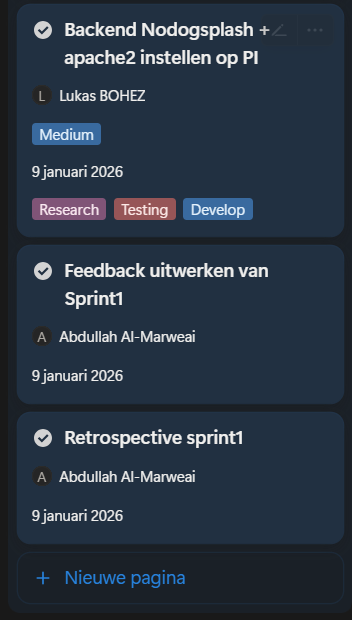 Backend Nodogsplash +
apache2 instellen op PI
L Lukas BOHEZ
Medium
9 januari 2026
Research Testing Develop
Feedback uitwerken van
Sprint1
A Abdullah Al-Marweai
9 januari 2026
Retrospective sprint1
A Abdullah Al-Marweai
9 januari 2026
+ Nieuwe pagina